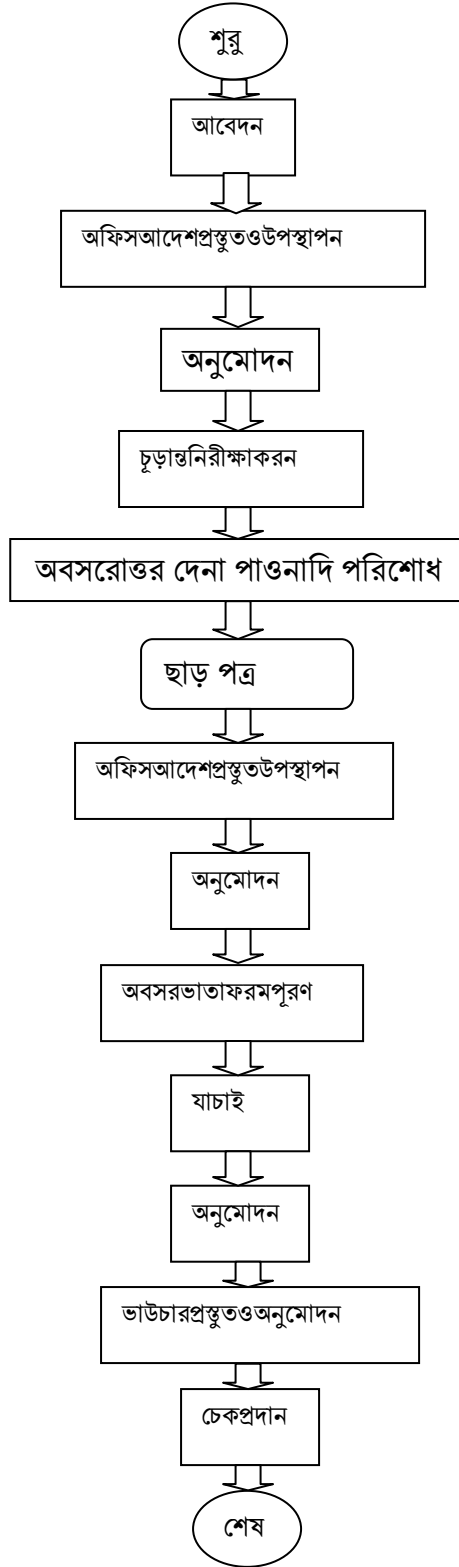 শুরু
আবেদন
অফিসআদেশপ্রস্তুতওউপস্থাপন
অনুমোদন
চূড়ান্তনিরীক্ষাকরন
অবসরোত্তর দেনা পাওনাদি পরিশোধ
ছাড় পত্র
অফিসআদেশপ্রস্তুতউপস্থাপন
অনুমোদন
অবসরভাতাফরমপূরণ
যাচাই
অনুমোদন
ভাউচারপ্রস্তুতওঅনুমোদন
চেকপ্রদান
শেষ